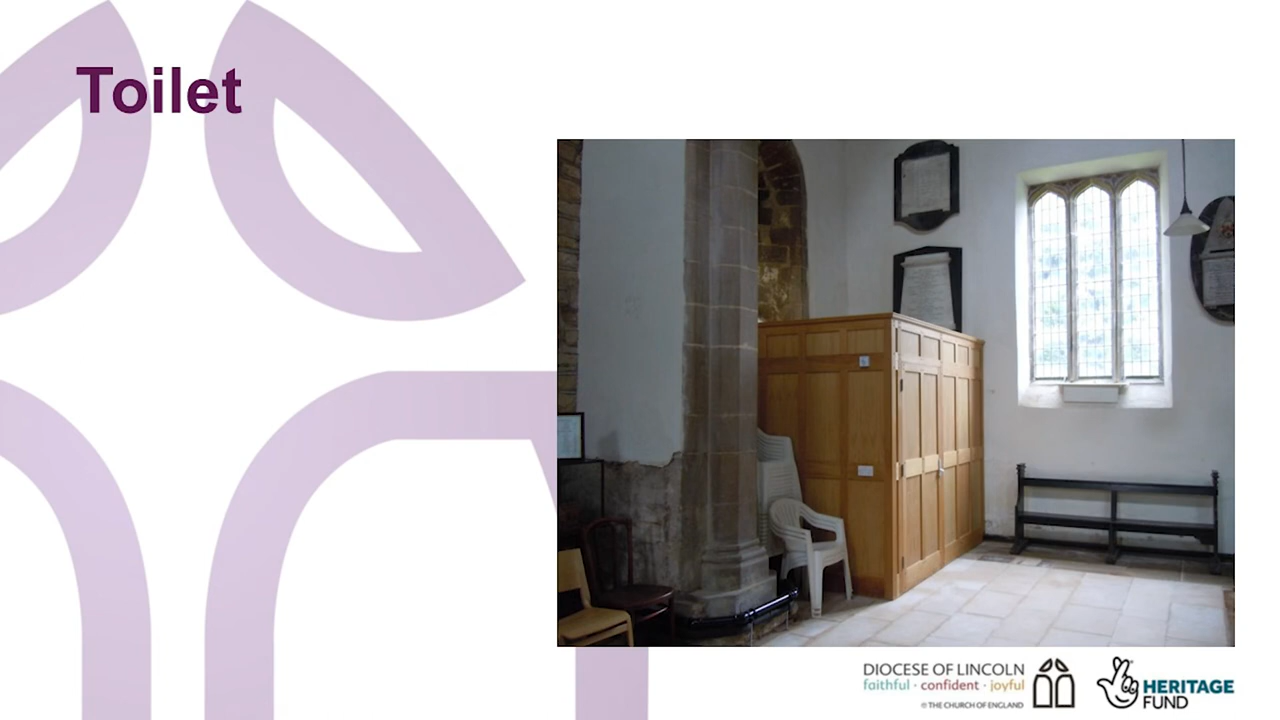 Toilet
DIOCESE OF LINCOLN
faithful · confident · joyful
© THE CHURCH OF ENGLAND
HERITAGE
FUND